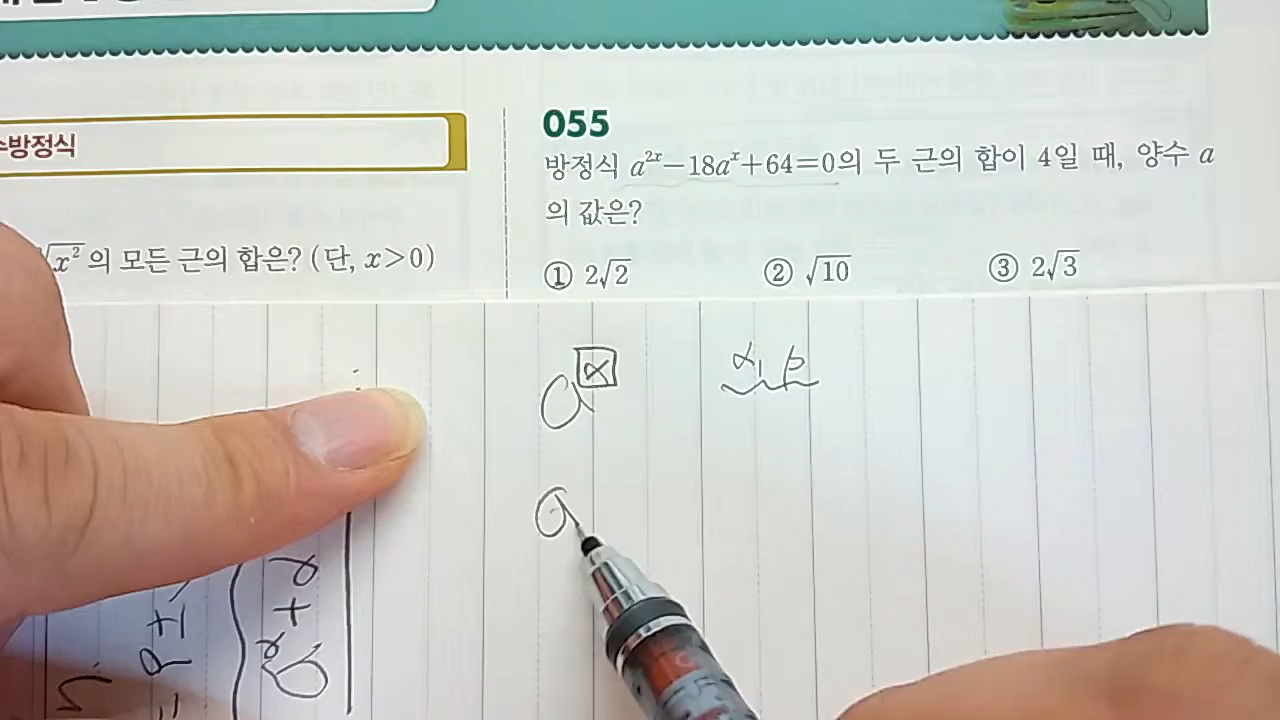 수방정식
x² 의 모든 근의 합은? (단, x>0)
055
방정식 a²ˣ−18aˣ+64=0의 두 근의 합이 4일 때, 양수 a
의 값은?
① 2√2 ② √10 ③ 2√3
a^α α, β
a